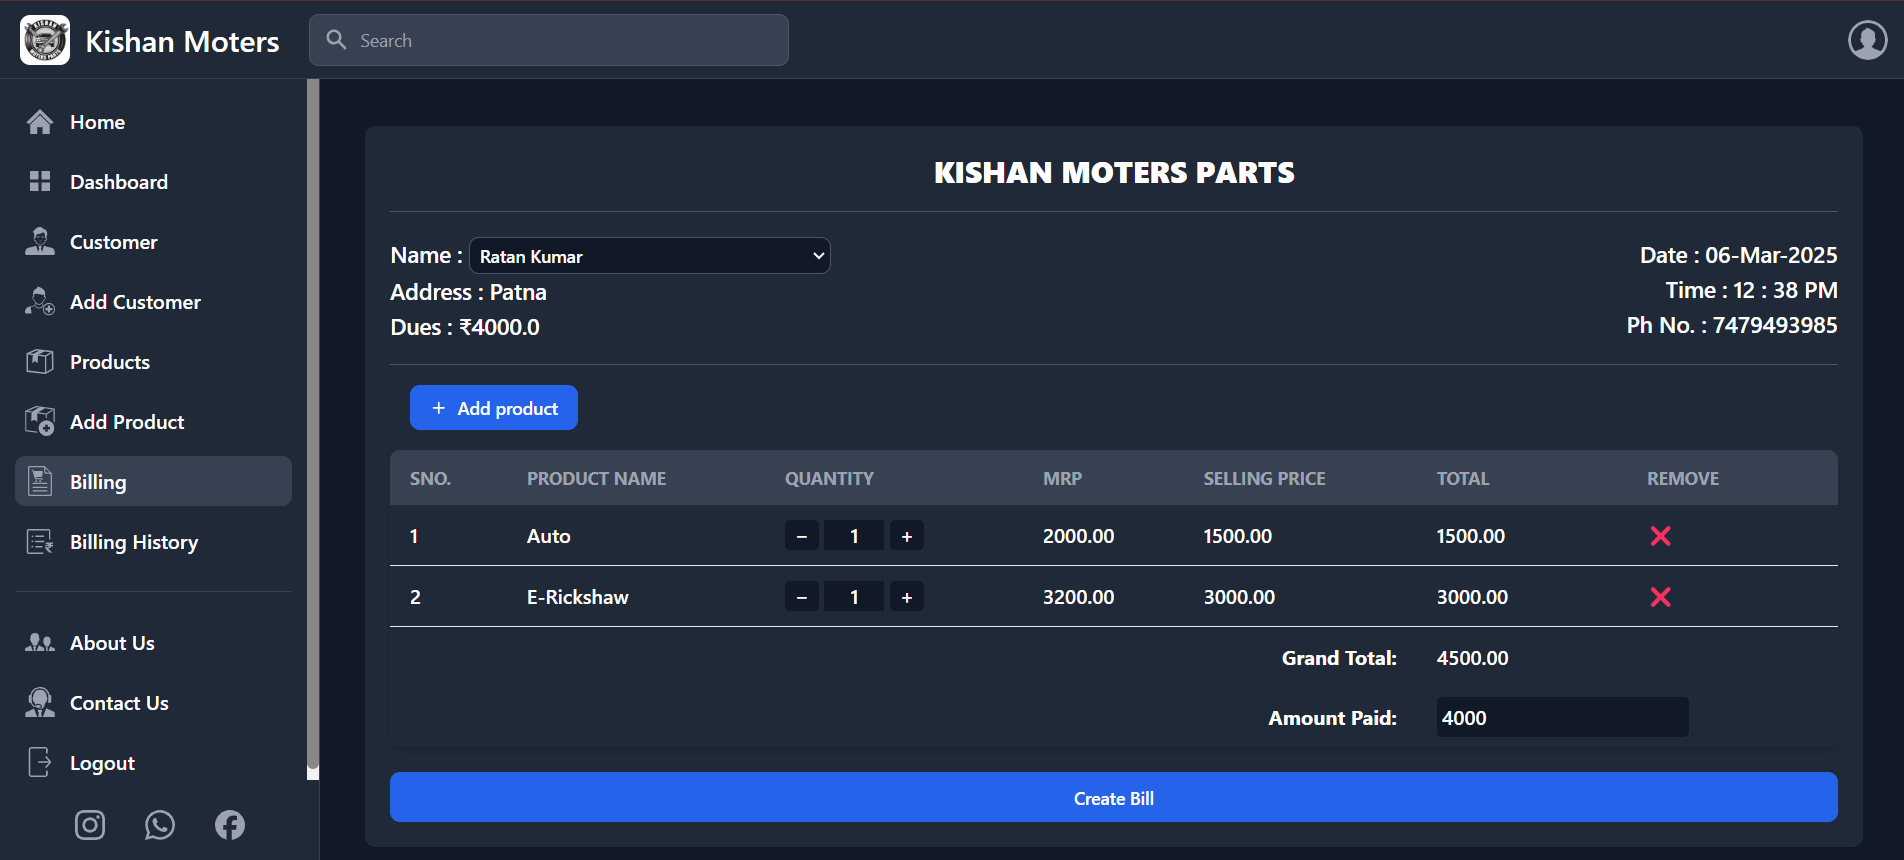 Kishan Moters
Search
Home
Dashboard
Customer
Add Customer
Products
Add Product
Billing
Billing History
About Us
Contact Us
Logout
KISHAN MOTERS PARTS
Name : Ratan Kumar
Address : Patna
Dues : ₹4000.0
Date : 06-Mar-2025
Time : 12 : 38 PM
Ph No. : 7479493985
+ Add product
SNO. PRODUCT NAME QUANTITY MRP SELLING PRICE TOTAL REMOVE
1 Auto − 1 + 2000.00 1500.00 1500.00
2 E-Rickshaw − 1 + 3200.00 3000.00 3000.00
Grand Total: 4500.00
Amount Paid: 4000
Create Bill